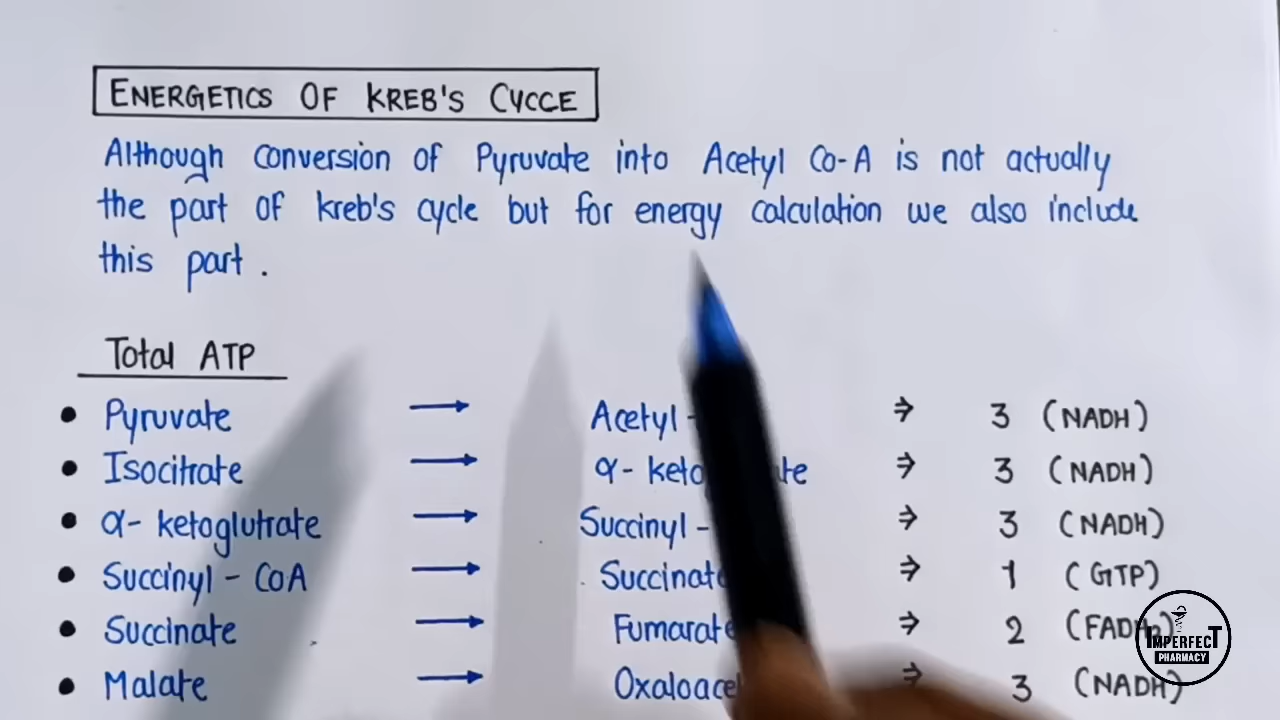 ENERGETICS OF KREB'S CYCCE
Although conversion of Pyruvate into Acetyl Co-A is not actually
the part of kreb's cycle but for energy calculation we also include
this part.
Total ATP
• Pyruvate → Acetyl - ⇒ 3 (NADH)
• Isocitrate → ⇒ 3 (NADH)
• α- ketoglutrate → Succinyl - ⇒ 3 (NADH)
• Succinyl - CoA → Succinate ⇒ 1 (GTP)
• Succinate → Fumarate ⇒ 2 (FADH2)
• Malate → ⇒ 3 (NADH)
IMPERFECT
PHARMACY